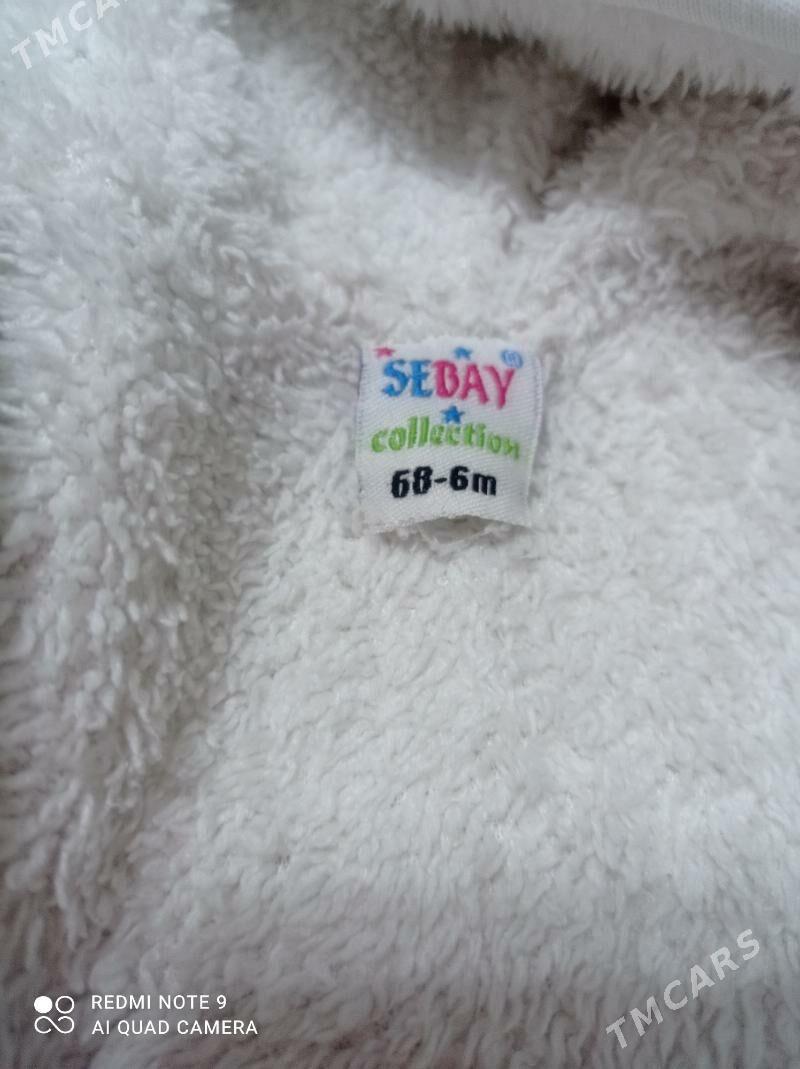 TMCARS
SEBAY®
collection
68-6m
REDMI NOTE 9
AI QUAD CAMERA
TMCARS